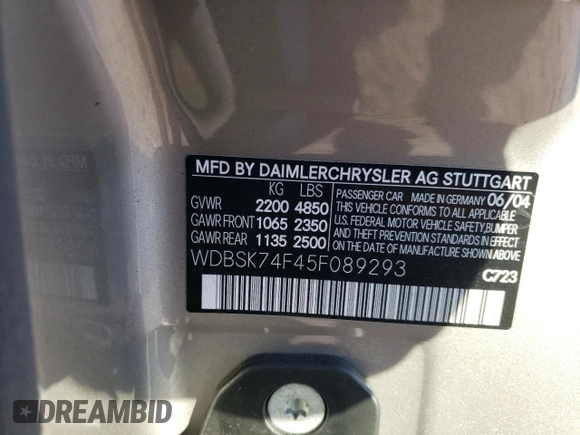 MFD BY DAIMLERCHRYSLER AG STUTTGART
KG LBS
GVWR 2200 4850
GAWR FRONT 1065 2350
GAWR REAR 1135 2500
PASSENGER CAR MADE IN GERMANY 06/04
THIS VEHICLE CONFORMS TO ALL APPLICABLE
U.S. FEDERAL MOTOR VEHICLE SAFETY, BUMPER
AND THEFT PREVENTION STANDARDS IN EFFECT
ON DATE OF MANUFACTURE SHOWN ABOVE.
WDBSK74F45F089293
C723
DREAMBID